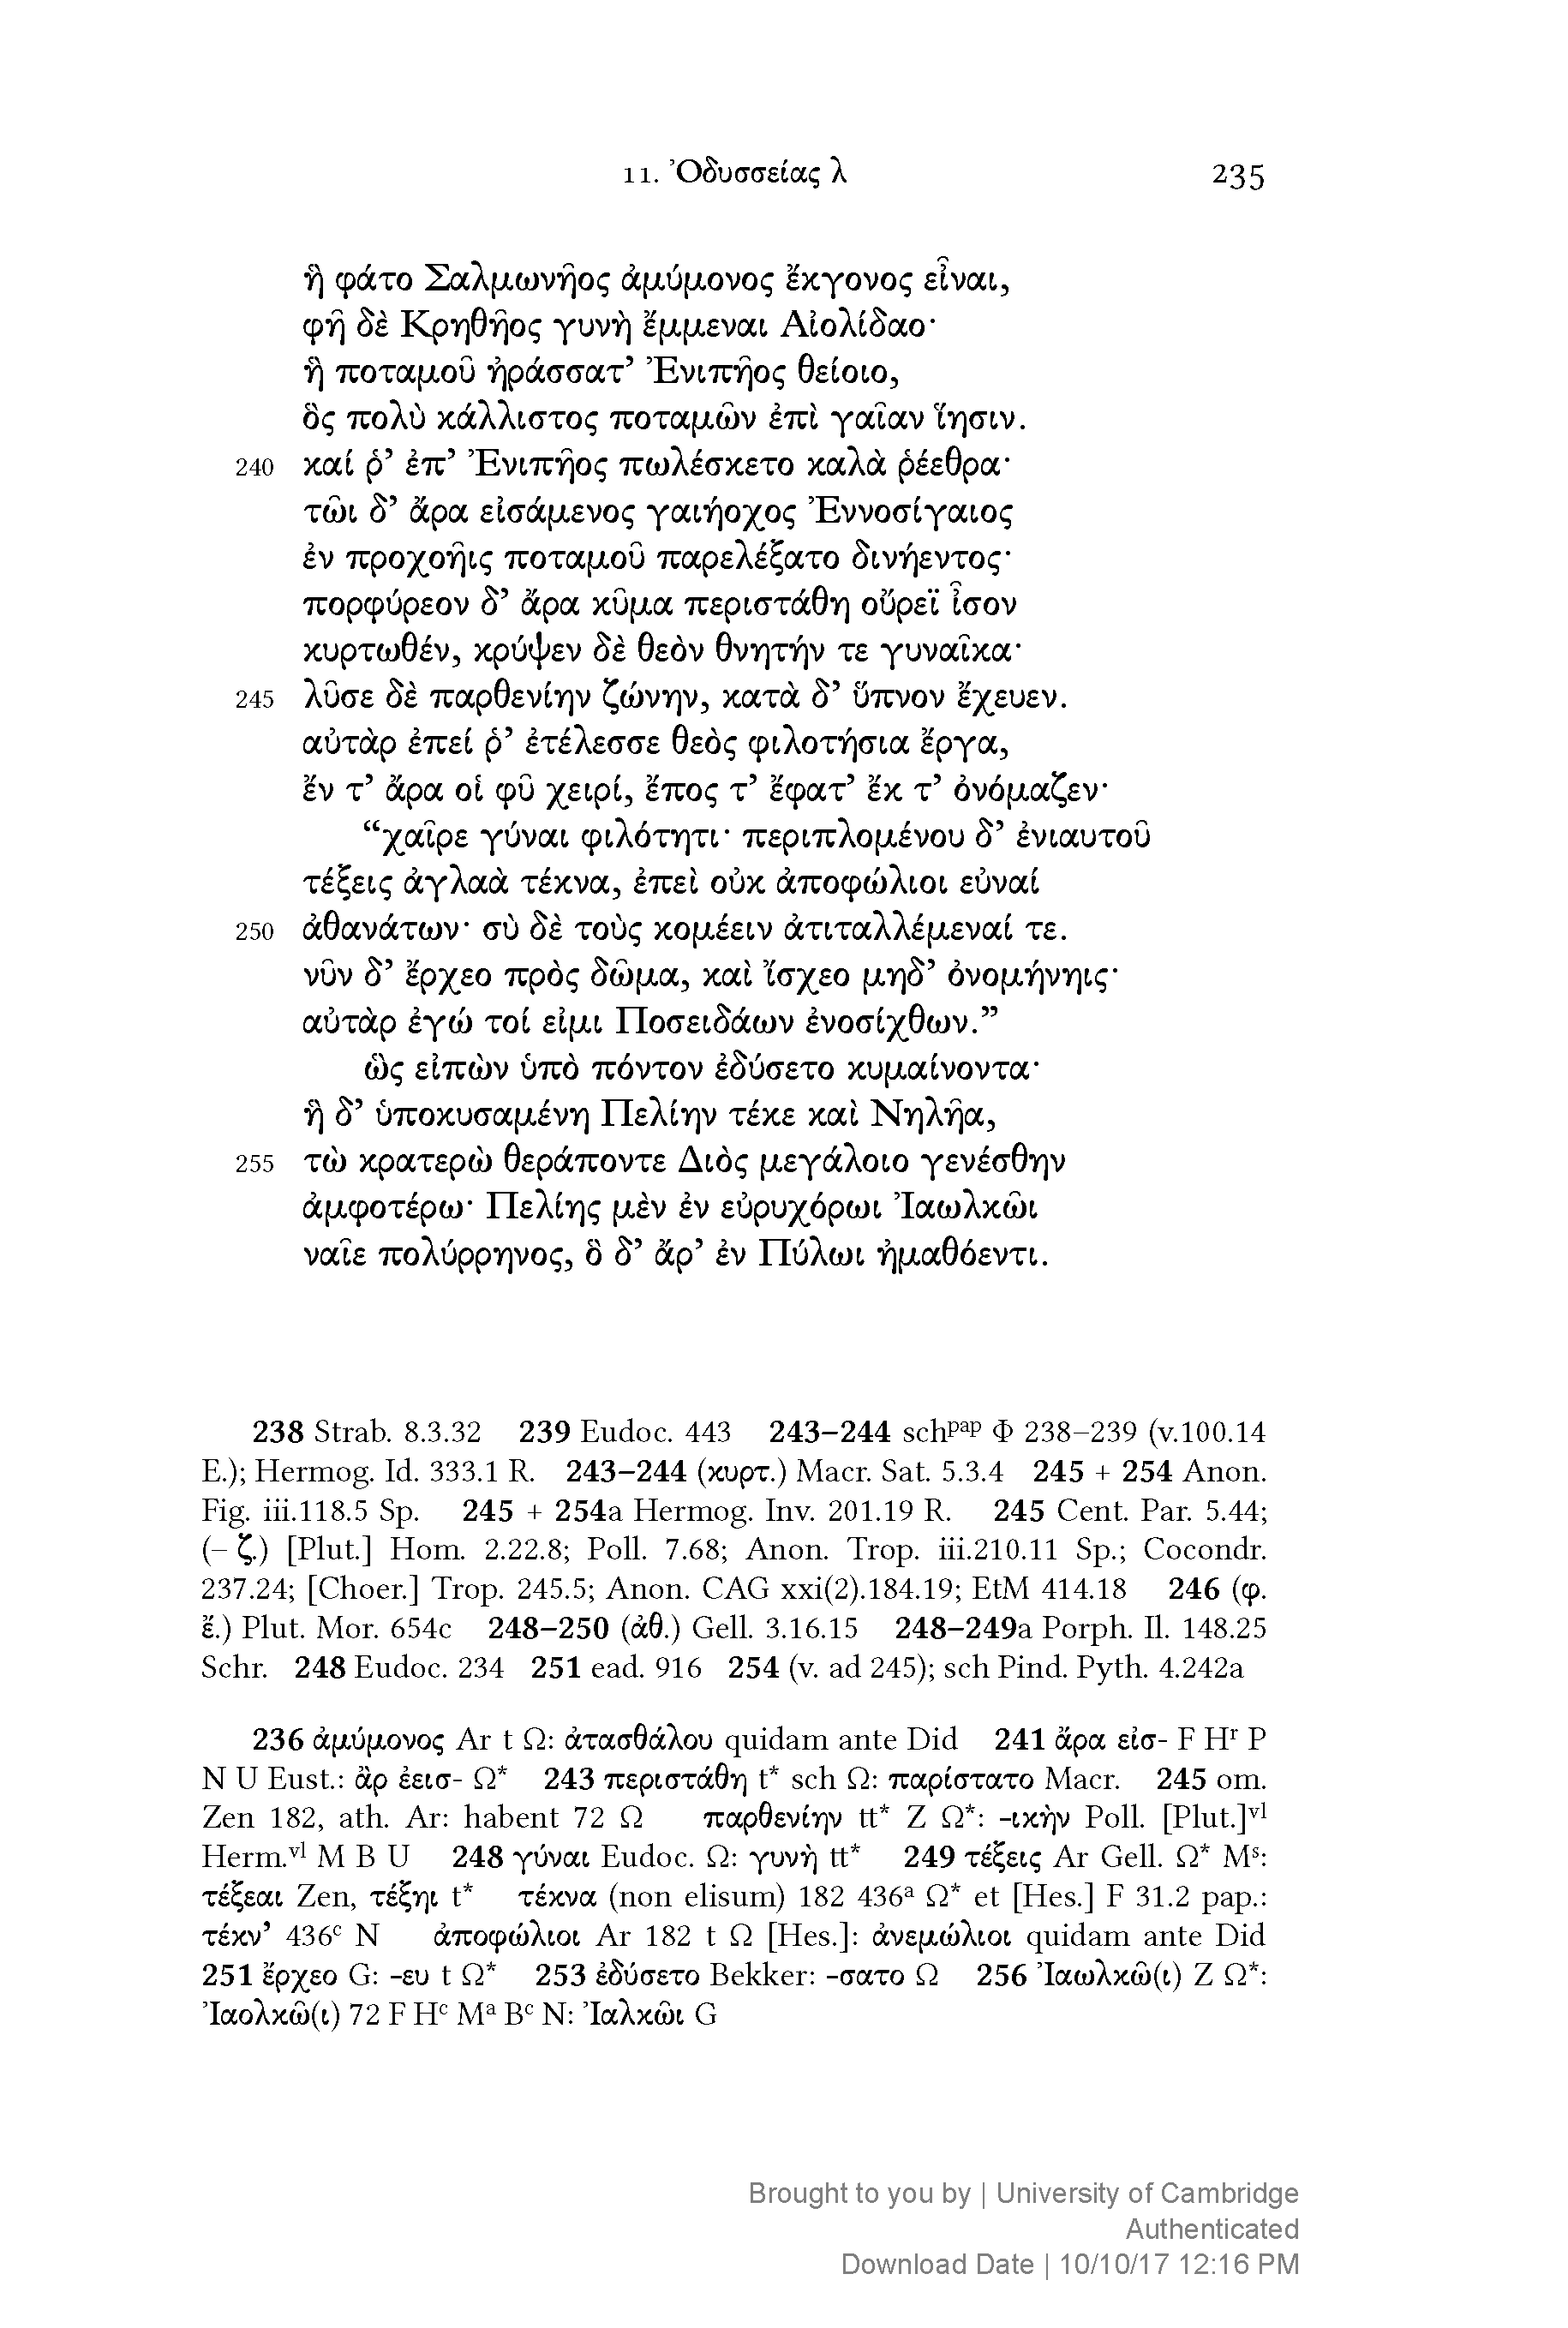 11. Ὀδυσσείας λ 235
ἣ φάτο Σαλμωνῆος ἀμύμονος ἔκγονος εἶναι,
φῆ δὲ Κρηθῆος γυνὴ ἔμμεναι Αἰολίδαο·
ἣ ποταμοῦ ἠράσσατ’ Ἐνιπῆος θείοιο,
ὃς πολὺ κάλλιστος ποταμῶν ἐπὶ γαῖαν ἵησιν.
240 καί ῥ’ ἐπ’ Ἐνιπῆος πωλέσκετο καλὰ ῥέεθρα·
τῶι δ’ ἄρα εἰσάμενος γαιήοχος Ἐννοσίγαιος
ἐν προχοῆις ποταμοῦ παρελέξατο δινήεντος·
πορφύρεον δ’ ἄρα κῦμα περιστάθη οὔρεϊ ἶσον
κυρτωθέν, κρύψεν δὲ θεὸν θνητήν τε γυναῖκα·
245 λῦσε δὲ παρθενίην ζώνην, κατὰ δ’ ὕπνον ἔχευεν.
αὐτὰρ ἐπεί ῥ’ ἐτέλεσσε θεὸς φιλοτήσια ἔργα,
ἔν τ’ ἄρα οἱ φῦ χειρί, ἔπος τ’ ἔφατ’ ἔκ τ’ ὀνόμαζεν·
“χαῖρε γύναι φιλότητι· περιπλομένου δ’ ἐνιαυτοῦ
τέξεις ἀγλαὰ τέκνα, ἐπεὶ οὐκ ἀποφώλιοι εὐναί
250 ἀθανάτων· σὺ δὲ τοὺς κομέειν ἀτιταλλέμεναί τε.
νῦν δ’ ἔρχεο πρὸς δῶμα, καὶ ἴσχεο μηδ’ ὀνομήνηις·
αὐτὰρ ἐγώ τοί εἰμι Ποσειδάων ἐνοσίχθων.”
ὣς εἰπὼν ὑπὸ πόντον ἐδύσετο κυμαίνοντα·
ἣ δ’ ὑποκυσαμένη Πελίην τέκε καὶ Νηλῆα,
255 τὼ κρατερὼ θεράποντε Διὸς μεγάλοιο γενέσθην
ἀμφοτέρω· Πελίης μὲν ἐν εὐρυχόρωι Ἰαωλκῶι
ναῖε πολύρρηνος, ὃ δ’ ἄρ’ ἐν Πύλωι ἠμαθόεντι.
238 Strab. 8.3.32 239 Eudoc. 443 243–244 schᵖᵃᵖ Φ 238–239 (v.100.14
E.); Hermog. Id. 333.1 R. 243–244 (κυρτ.) Macr. Sat. 5.3.4 245 + 254 Anon.
Fig. iii.118.5 Sp. 245 + 254a Hermog. Inv. 201.19 R. 245 Cent. Par. 5.44;
(– ζ.) [Plut.] Hom. 2.22.8; Poll. 7.68; Anon. Trop. iii.210.11 Sp.; Cocondr.
237.24; [Choer.] Trop. 245.5; Anon. CAG xxi(2).184.19; EtM 414.18 246 (φ.
ἔ.) Plut. Mor. 654c 248–250 (ἀθ.) Gell. 3.16.15 248–249a Porph. Il. 148.25
Schr. 248 Eudoc. 234 251 ead. 916 254 (v. ad 245); sch Pind. Pyth. 4.242a
236 ἀμύμονος Ar t Ω: ἀτασθάλου quidam ante Did 241 ἄρα εἰσ- F Hʳ P
N U Eust.: ἂρ ἐεισ- Ω* 243 περιστάθη t* sch Ω: παρίστατο Macr. 245 om.
Zen 182, ath. Ar: habent 72 Ω παρθενίην tt* Z Ω*: -ικὴν Poll. [Plut.]ᵛˡ
Herm.ᵛˡ M B U 248 γύναι Eudoc. Ω: γυνὴ tt* 249 τέξεις Ar Gell. Ω* Mˢ:
τέξεαι Zen, τέξηι t* τέκνα (non elisum) 182 436ᵃ Ω* et [Hes.] F 31.2 pap.:
τέκν’ 436ᶜ N ἀποφώλιοι Ar 182 t Ω [Hes.]: ἀνεμώλιοι quidam ante Did
251 ἔρχεο G: -ευ t Ω* 253 ἐδύσετο Bekker: -σατο Ω 256 Ἰαωλκῶ(ι) Z Ω*:
Ἰαολκῶ(ι) 72 F Hᶜ Mᵃ Bᶜ N: Ἰαλκῶι G
Brought to you by | University of Cambridge
Authenticated
Download Date | 10/10/17 12:16 PM